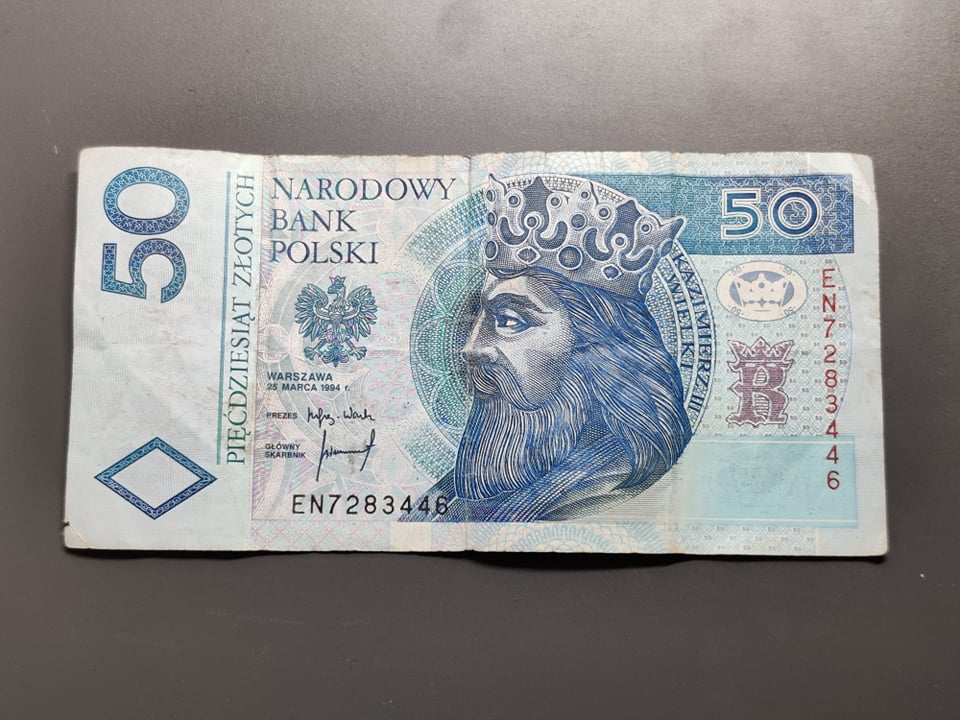 50
PIĘĆDZIESIĄT ZŁOTYCH
NARODOWY
BANK
POLSKI
WARSZAWA
25 MARCA 1994 r.
PREZES
GŁÓWNY
SKARBNIK
EN7283446
KAZIMIERZ III
WIELKI
50
EN7283446